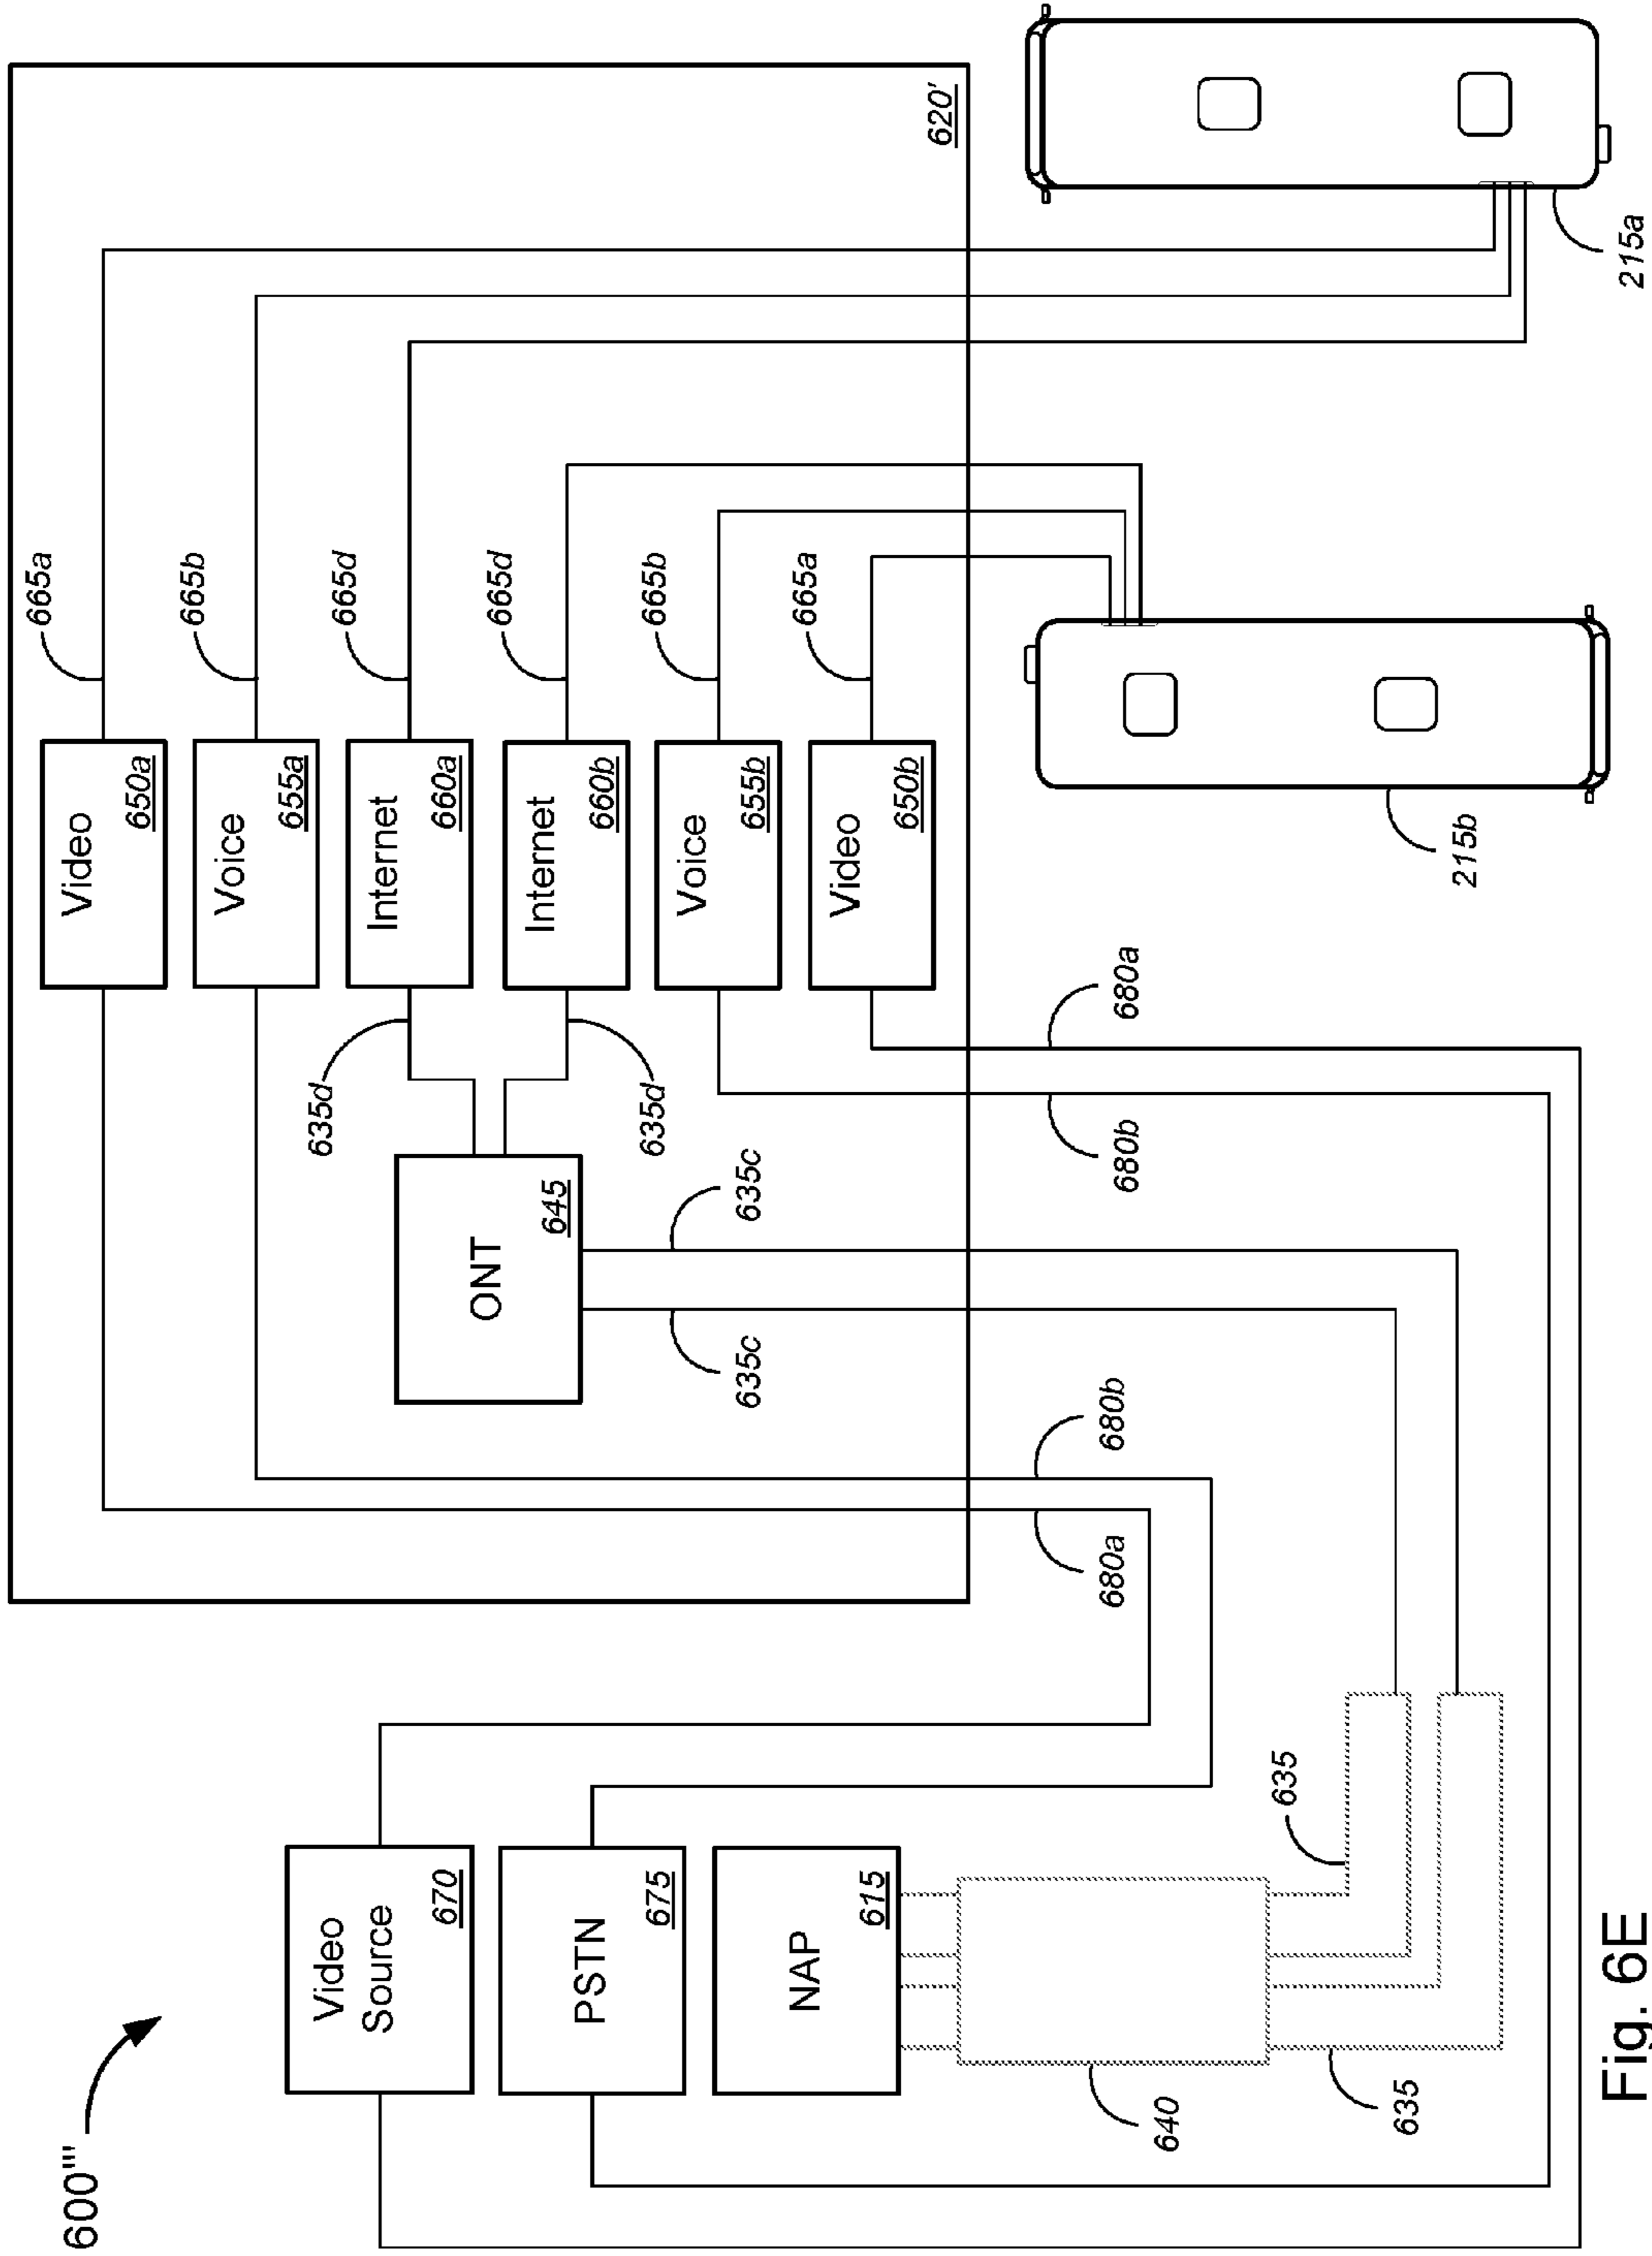 600'''
Video
Source
670
PSTN
675
NAP
615
640
635
635
620'
Video
650a
Voice
655a
Internet
660a
Internet
660b
Voice
655b
Video
650b
ONT
645
665a
665b
665d
665d
665b
665a
635d
635d
635c
635c
680b
680a
680a
680b
215a
215b
Fig. 6E